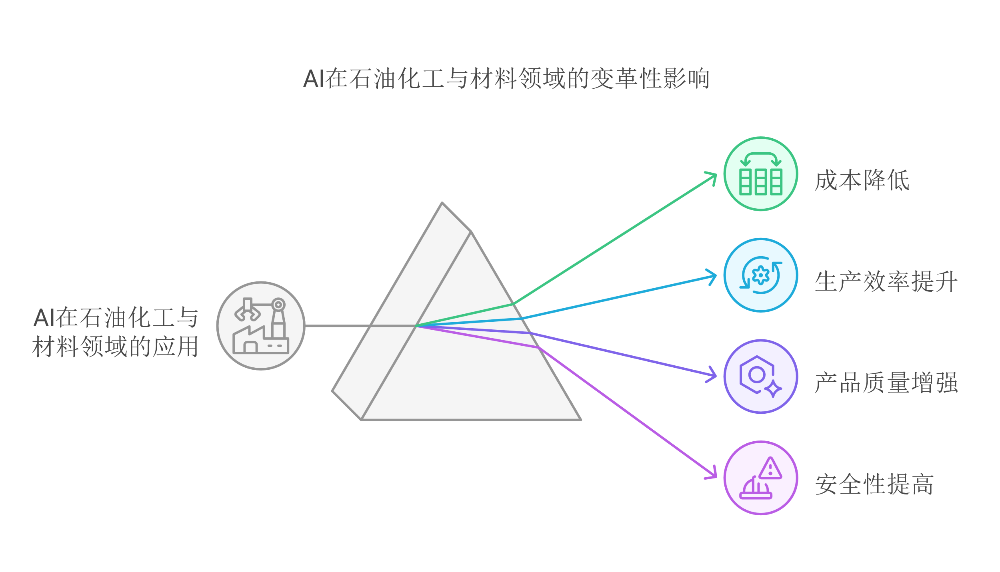 AI在石油化工与材料领域的变革性影响
成本降低
生产效率提升
AI在石油化工与
材料领域的应用
产品质量增强
安全性提高